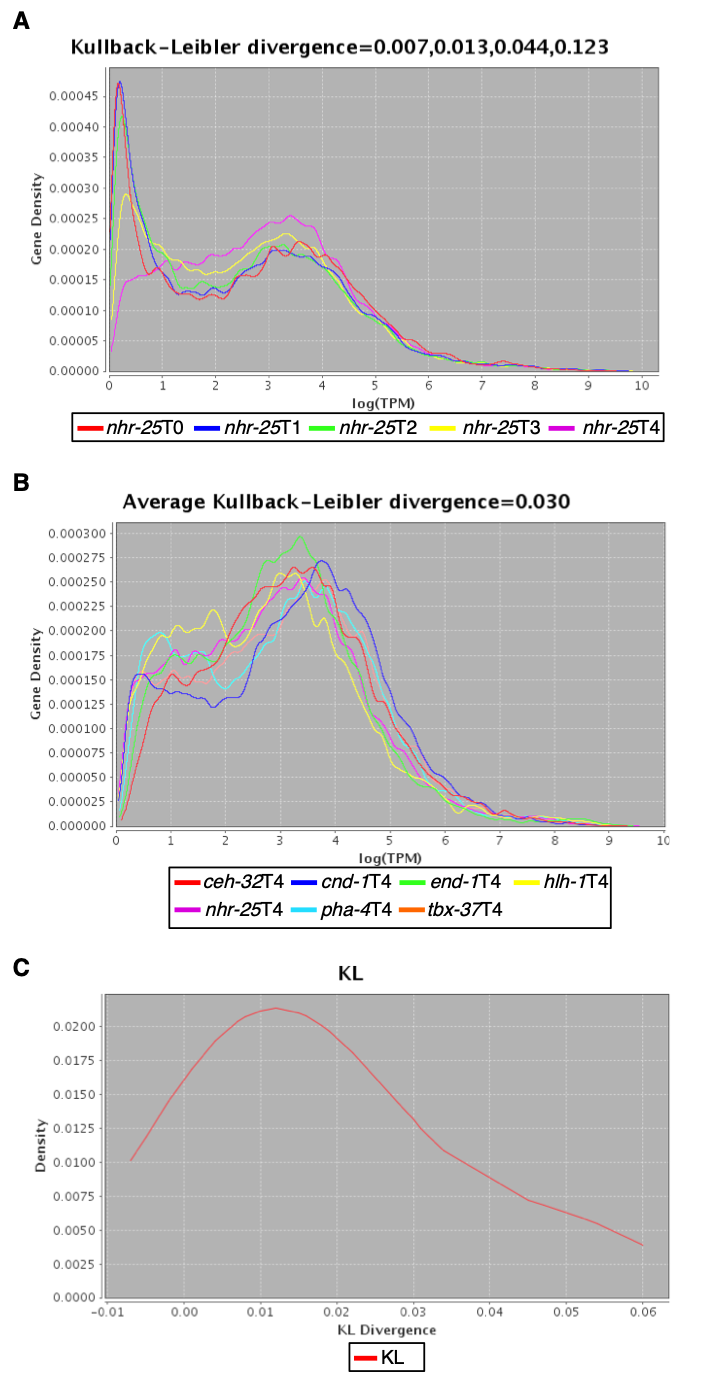 A
Kullback-Leibler divergence=0.007,0.013,0.044,0.123
0.00045
0.00040
0.00035
0.00030
0.00025
0.00020
0.00015
0.00010
0.00005
0.00000
Gene Density
0 1 2 3 4 5 6 7 8 9 10
log(TPM)
nhr-25T0 nhr-25T1 nhr-25T2 nhr-25T3 nhr-25T4
B
Average Kullback-Leibler divergence=0.030
0.000300
0.000275
0.000250
0.000225
0.000200
0.000175
0.000150
0.000125
0.000100
0.000075
0.000050
0.000025
0.000000
Gene Density
0 1 2 3 4 5 6 7 8 9 10
log(TPM)
ceh-32T4 cnd-1T4 end-1T4 hlh-1T4
nhr-25T4 pha-4T4 tbx-37T4
C
KL
0.0200
0.0175
0.0150
0.0125
0.0100
0.0075
0.0050
0.0025
0.0000
Density
-0.01 0.00 0.01 0.02 0.03 0.04 0.05 0.06
KL Divergence
KL